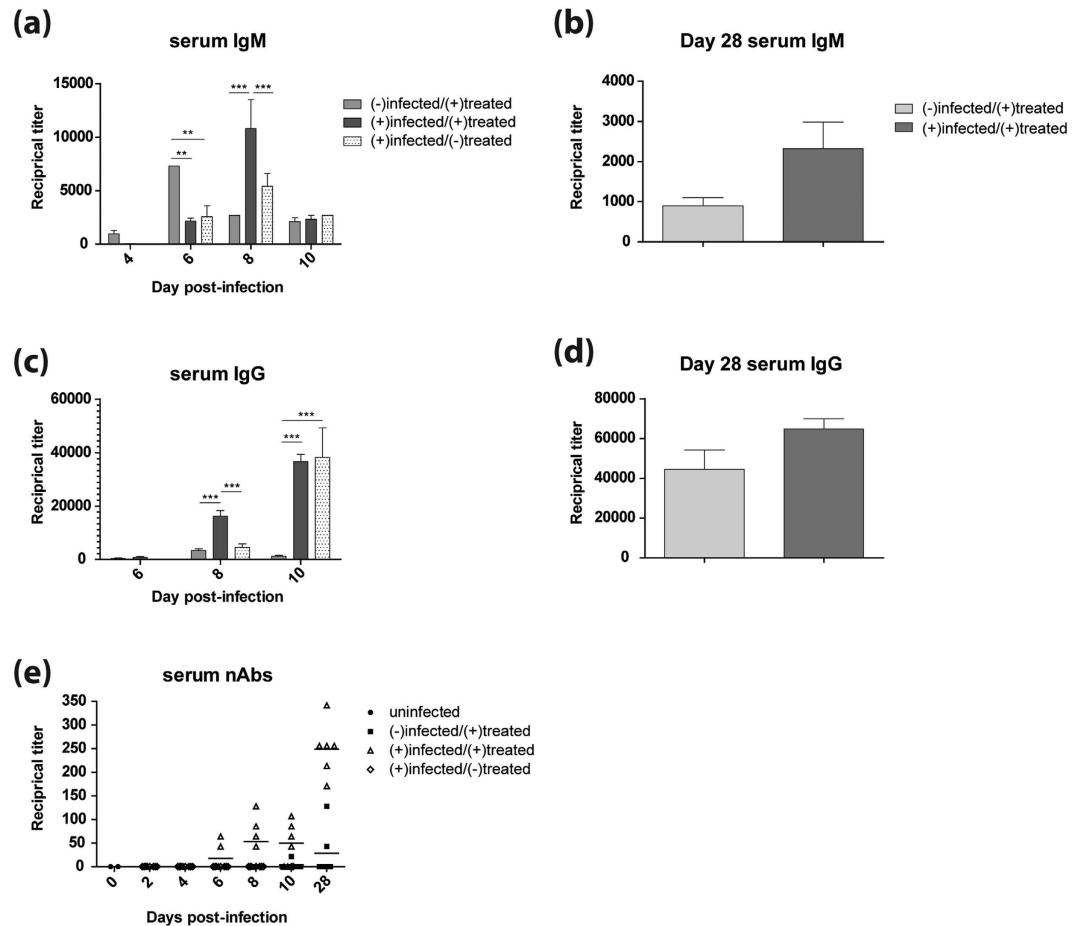 (a)
serum IgM
Reciprical titer
15000
10000
5000
0
*** ***
**
**
4 6 8 10
Day post-infection
(-)infected/(+)treated
(+)infected/(+)treated
(+)infected/(-)treated
(b)
Day 28 serum IgM
Reciprical titer
4000
3000
2000
1000
0
(-)infected/(+)treated
(+)infected/(+)treated
(c)
serum IgG
Reciprical titer
60000
40000
20000
0
***
***
***
***
6 8 10
Day post-infection
(d)
Day 28 serum IgG
Reciprical titer
80000
60000
40000
20000
0
(e)
serum nAbs
Reciprical titer
350
300
250
200
150
100
50
0
0 2 4 6 8 10 28
Days post-infection
uninfected
(-)infected/(+)treated
(+)infected/(+)treated
(+)infected/(-)treated